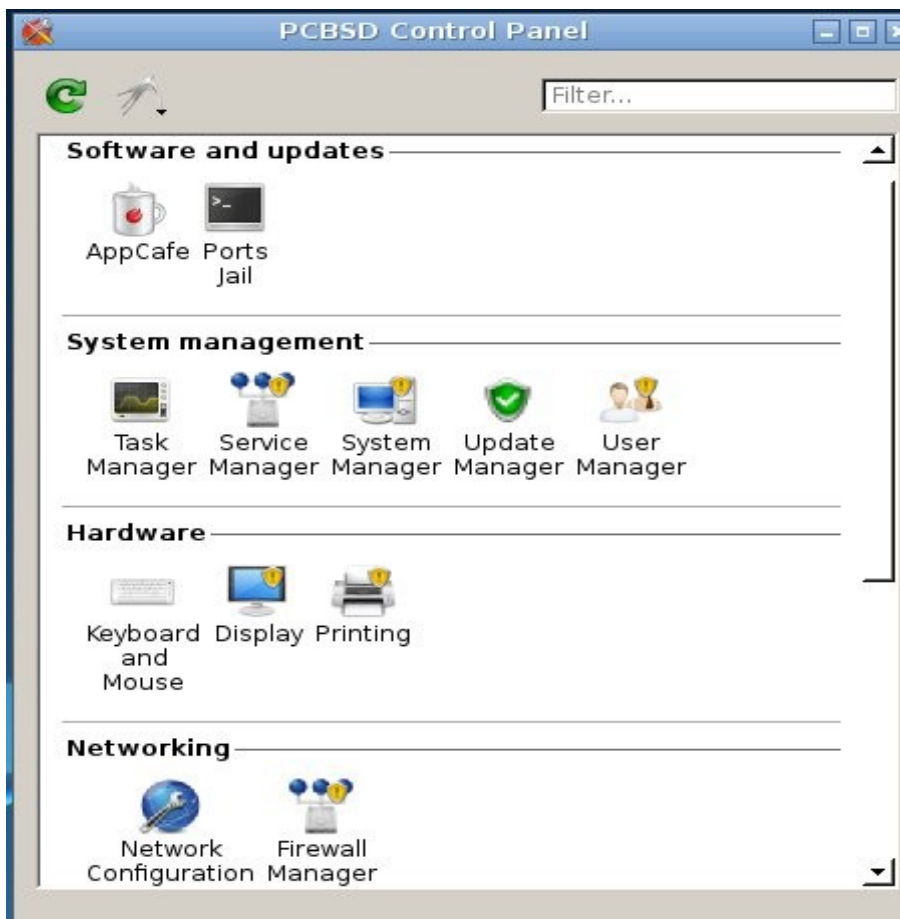 PCBSD Control Panel
Filter...
Software and updates
AppCafe Ports
Jail
>_
System management
Task Service System Update User
Manager Manager Manager Manager Manager
Hardware
Keyboard Display Printing
and
Mouse
Networking
Network Firewall
Configuration Manager